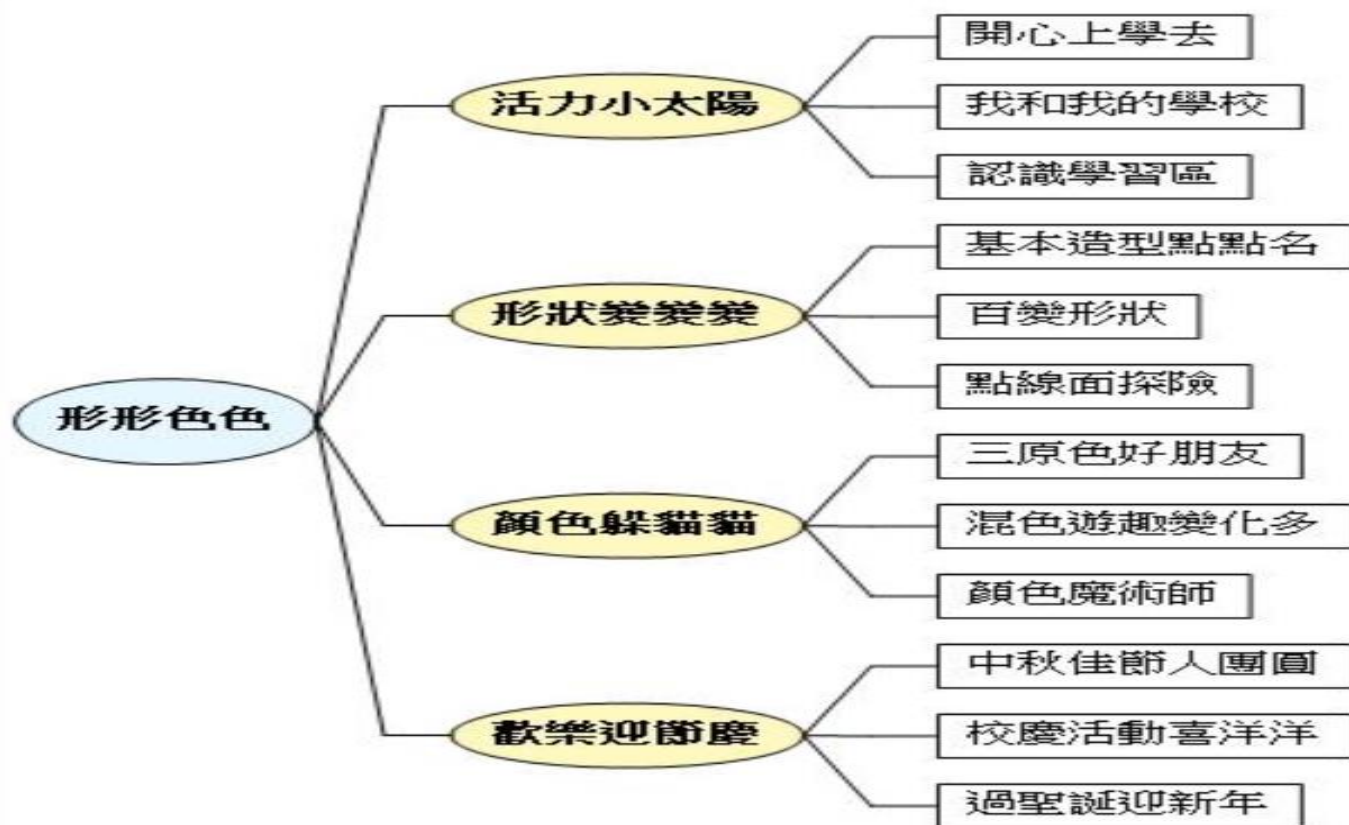 形形色色
活力小太陽
開心上學去
我和我的學校
認識學習區
形狀變變變
基本造型點點名
百變形狀
點線面探險
顏色躲貓貓
三原色好朋友
混色遊趣變化多
顏色魔術師
歡樂迎節慶
中秋佳節人團圓
校慶活動喜洋洋
過聖誕迎新年